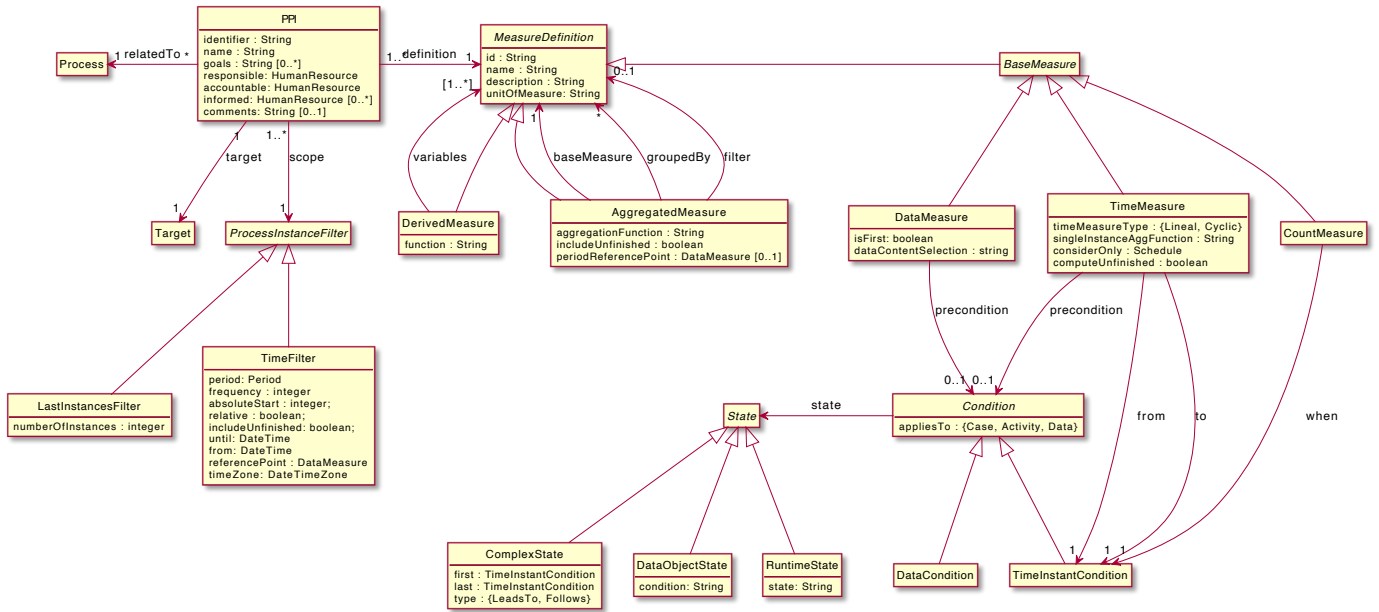 PPI
identifier : String
name : String
goals : String [0..*]
responsible: HumanResource
accountable: HumanResource
informed: HumanResource [0..*]
comments: String [0..1]
Process
1 relatedTo *
1..* definition 1
MeasureDefinition
id : String
name : String
description : String
unitOfMeasure: String
0..1
BaseMeasure
[1..*]
1
*
1
target
1..*
scope
variables
baseMeasure
groupedBy
filter
1
1
Target
ProcessInstanceFilter
DerivedMeasure
function : String
AggregatedMeasure
aggregationFunction : String
includeUnfinished : boolean
periodReferencePoint : DataMeasure [0..1]
DataMeasure
isFirst: boolean
dataContentSelection : string
TimeMeasure
timeMeasureType : {Lineal, Cyclic}
singleInstanceAggFunction : String
considerOnly : Schedule
computeUnfinished : boolean
CountMeasure
precondition
precondition
0..1
0..1
LastInstancesFilter
numberOfInstances : integer
TimeFilter
period: Period
frequency : integer
absoluteStart : integer;
relative : boolean;
includeUnfinished: boolean;
until: DateTime
from: DateTime
referencePoint : DataMeasure
timeZone: DateTimeZone
State
state
Condition
appliesTo : {Case, Activity, Data}
from
to
when
1
1
1
ComplexState
first : TimeInstantCondition
last : TimeInstantCondition
type : {LeadsTo, Follows}
DataObjectState
condition: String
RuntimeState
state: String
DataCondition
TimeInstantCondition